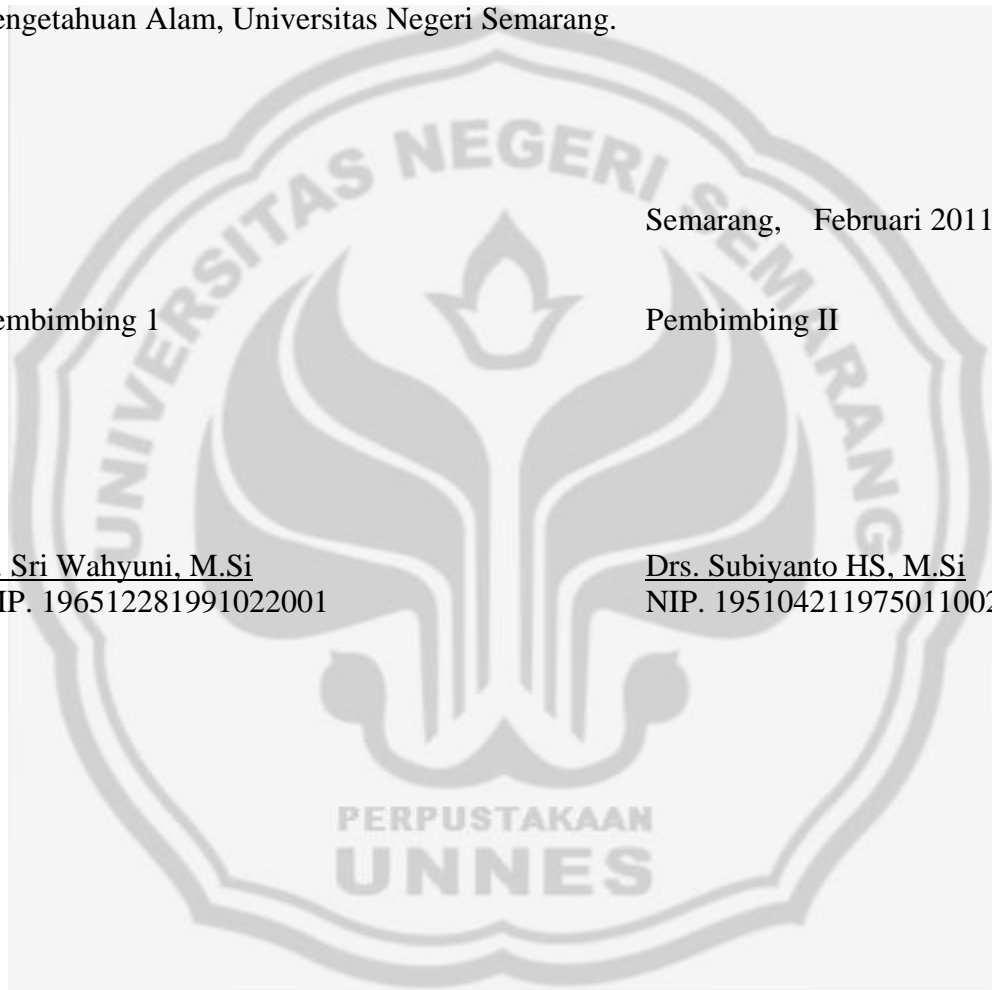 engetahuan Alam, Universitas Negeri Semarang.
UNIVERSITAS NEGERI SEMARANG
Semarang, Februari 2011
embimbing 1 Pembimbing II
. Sri Wahyuni, M.Si Drs. Subiyanto HS, M.Si
IP. 196512281991022001 NIP. 195104211975011002
PERPUSTAKAAN
UNNES